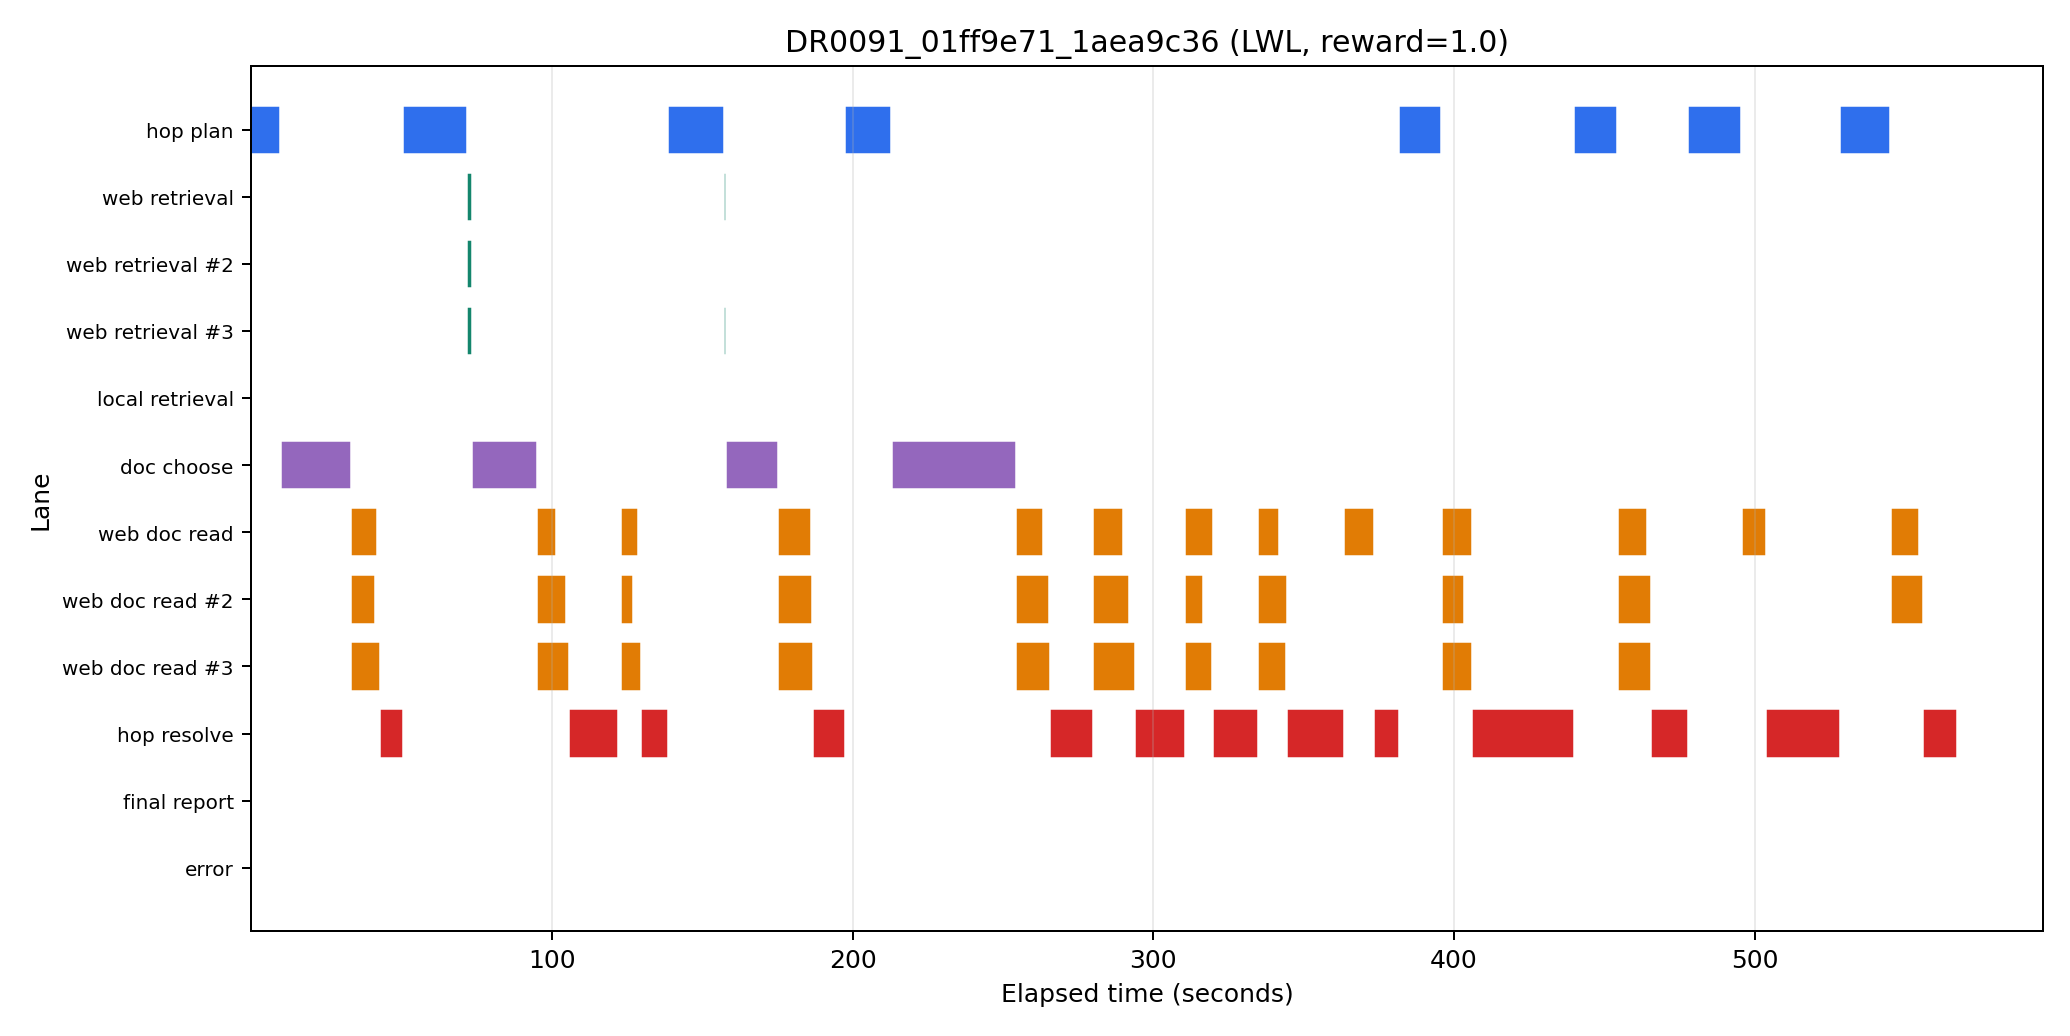 DR0091_01ff9e71_1aea9c36 (LWL, reward=1.0)
Lane
hop plan
web retrieval
web retrieval #2
web retrieval #3
local retrieval
doc choose
web doc read
web doc read #2
web doc read #3
hop resolve
final report
error
100 200 300 400 500
Elapsed time (seconds)